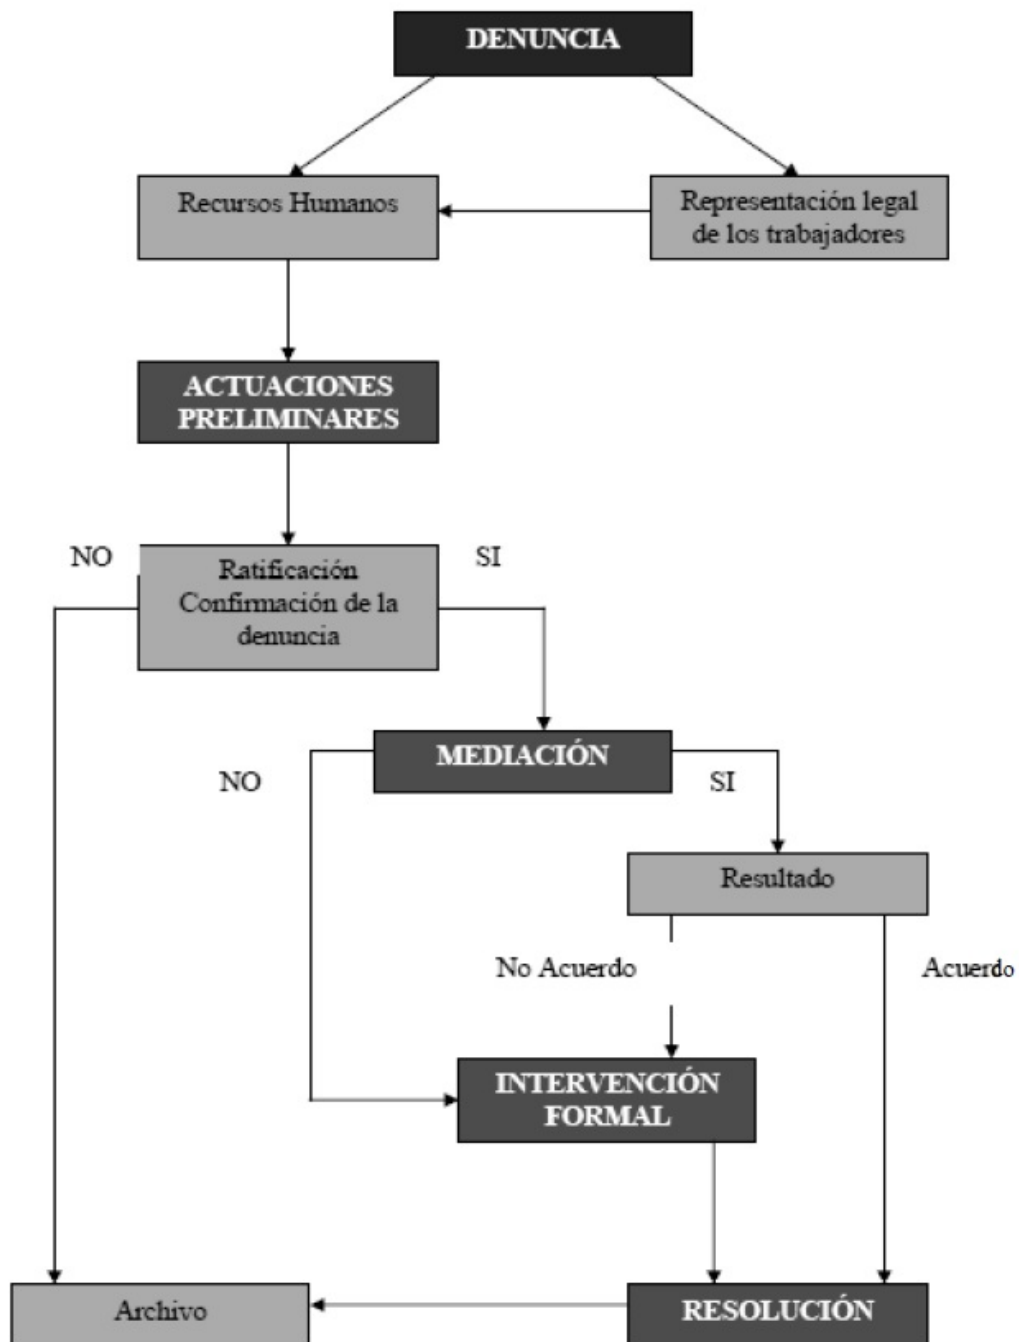 DENUNCIA
Recursos Humanos
Representación legal
de los trabajadores
ACTUACIONES
PRELIMINARES
NO
SI
Ratificación
Confirmación de la
denuncia
MEDIACIÓN
NO
SI
Resultado
No Acuerdo
Acuerdo
INTERVENCIÓN
FORMAL
Archivo
RESOLUCIÓN